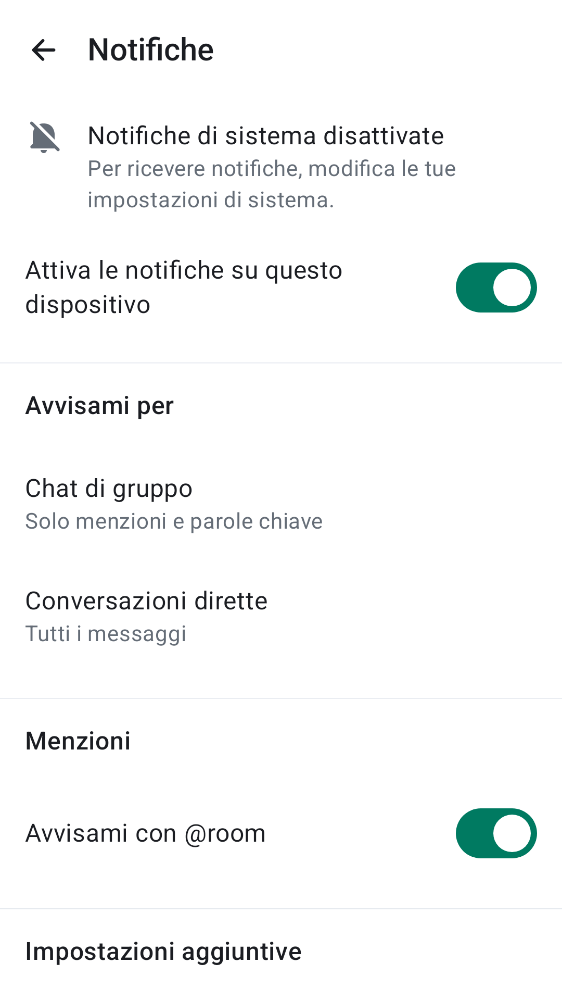 Notifiche
Notifiche di sistema disattivate
Per ricevere notifiche, modifica le tue
impostazioni di sistema.
Attiva le notifiche su questo
dispositivo
Avvisami per
Chat di gruppo
Solo menzioni e parole chiave
Conversazioni dirette
Tutti i messaggi
Menzioni
Avvisami con @room
Impostazioni aggiuntive